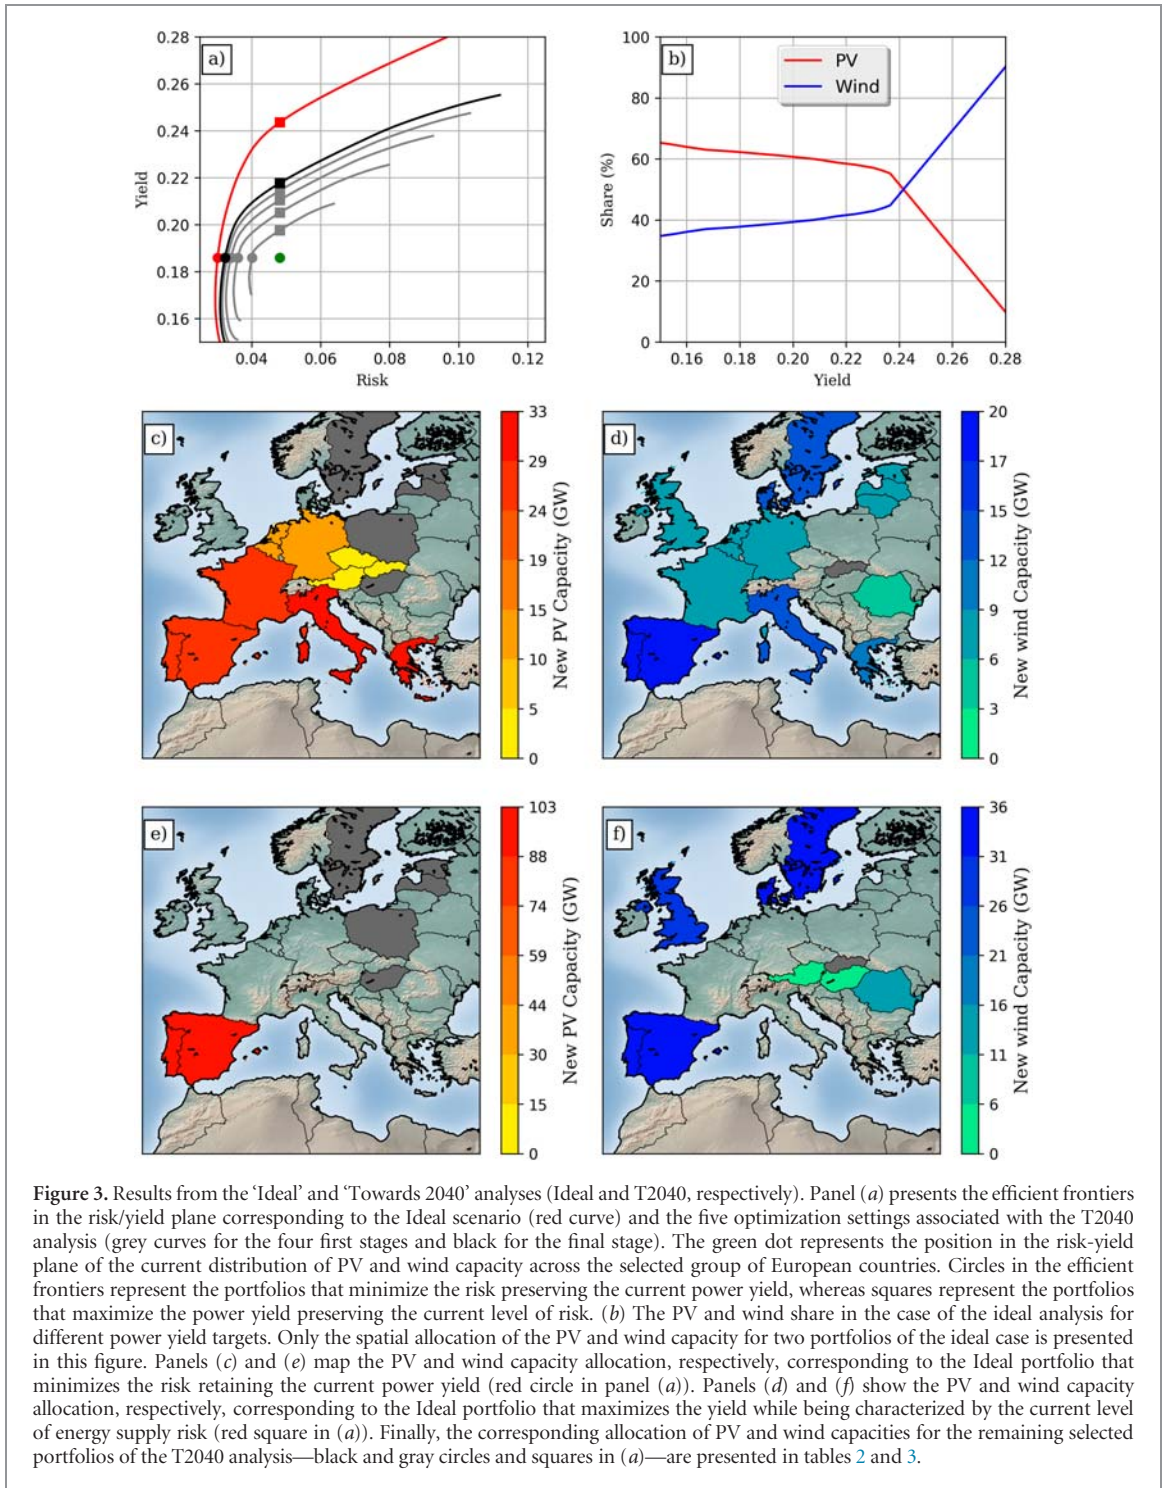 a)
Yield
0.28
0.26
0.24
0.22
0.20
0.18
0.16
0.04 0.06 0.08 0.10 0.12
Risk
b)
PV
Wind
Share (%)
100
80
60
40
20
0
0.16 0.18 0.20 0.22 0.24 0.26 0.28
Yield
c)
33
29
24
19
15
10
5
0
New PV Capacity (GW)
d)
20
17
15
12
9
6
3
0
New wind Capacity (GW)
e)
103
88
74
59
44
30
15
0
New PV Capacity (GW)
f)
36
31
26
21
16
11
6
0
New wind Capacity (GW)
Figure 3. Results from the ‘Ideal’ and ‘Towards 2040’ analyses (Ideal and T2040, respectively). Panel (a) presents the efficient frontiers
in the risk/yield plane corresponding to the Ideal scenario (red curve) and the five optimization settings associated with the T2040
analysis (grey curves for the four first stages and black for the final stage). The green dot represents the position in the risk-yield
plane of the current distribution of PV and wind capacity across the selected group of European countries. Circles in the efficient
frontiers represent the portfolios that minimize the risk preserving the current power yield, whereas squares represent the portfolios
that maximize the power yield preserving the current level of risk. (b) The PV and wind share in the case of the ideal analysis for
different power yield targets. Only the spatial allocation of the PV and wind capacity for two portfolios of the ideal case is presented
in this figure. Panels (c) and (e) map the PV and wind capacity allocation, respectively, corresponding to the Ideal portfolio that
minimizes the risk retaining the current power yield (red circle in panel (a)). Panels (d) and (f) show the PV and wind capacity
allocation, respectively, corresponding to the Ideal portfolio that maximizes the yield while being characterized by the current level
of energy supply risk (red square in (a)). Finally, the corresponding allocation of PV and wind capacities for the remaining selected
portfolios of the T2040 analysis—black and gray circles and squares in (a)—are presented in tables 2 and 3.